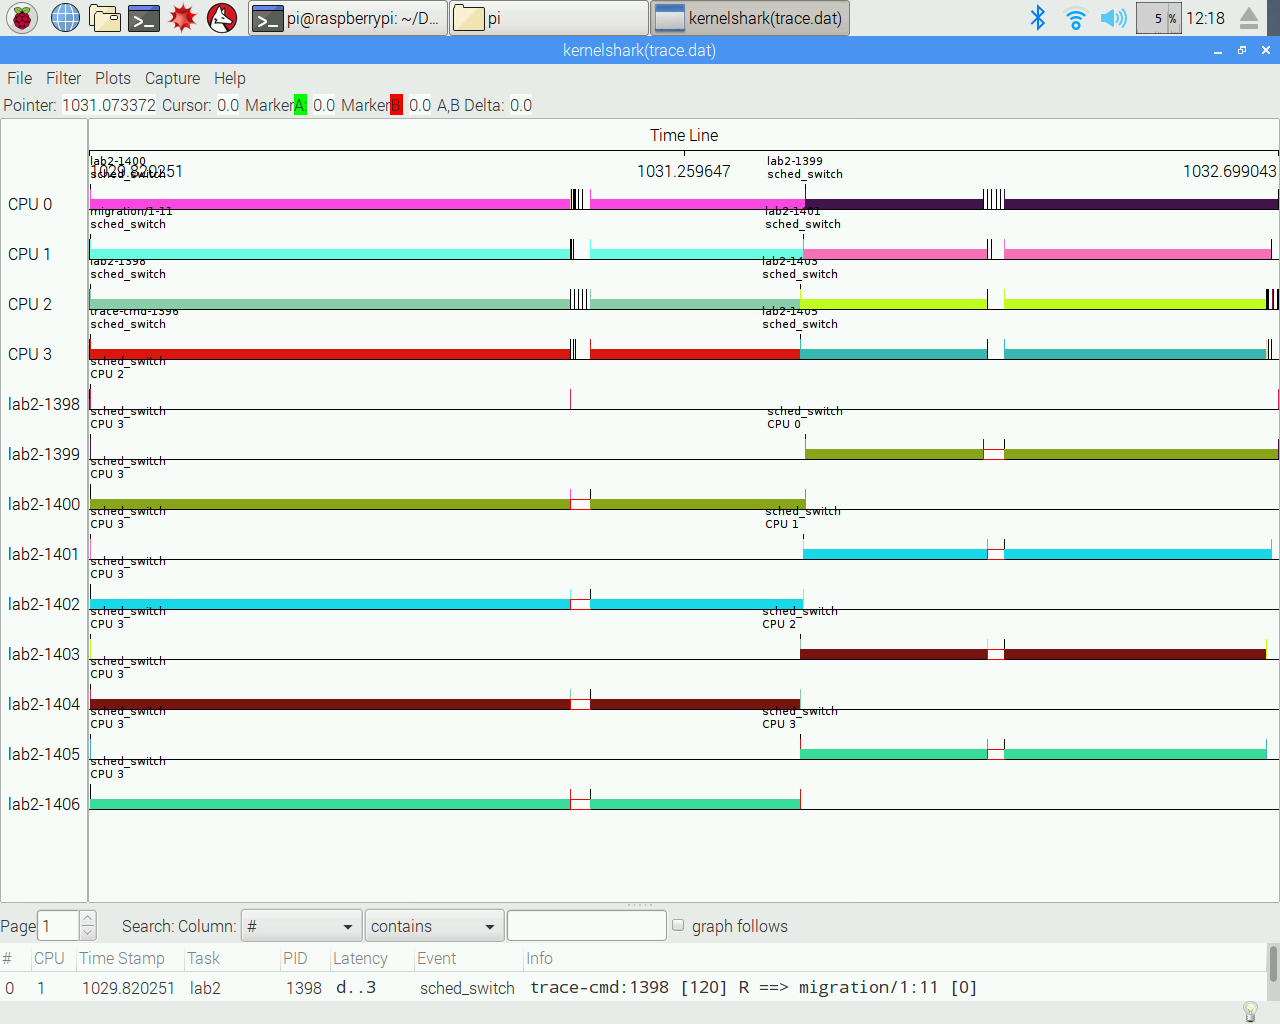 pi@raspberrypi: ~/D...
pi
kernelshark(trace.dat)
5 %
12:18
kernelshark(trace.dat)
File Filter Plots Capture Help
Pointer: 1031.073372 Cursor: 0.0 Marker A: 0.0 Marker B: 0.0 A,B Delta: 0.0
Time Line
lab2-1400
sched_switch
lab2-1399
sched_switch
1029.820251 1031.259647 1032.699043
CPU 0
migration/1-11
sched_switch
lab2-1401
sched_switch
CPU 1
lab2-1398
sched_switch
lab2-1403
sched_switch
CPU 2
trace-cmd-1396
sched_switch
lab2-1405
sched_switch
CPU 3
sched_switch
CPU 2
lab2-1398
sched_switch
CPU 3
sched_switch
CPU 0
lab2-1399
sched_switch
CPU 3
lab2-1400
sched_switch
CPU 3
sched_switch
CPU 1
lab2-1401
sched_switch
CPU 3
lab2-1402
sched_switch
CPU 3
sched_switch
CPU 2
lab2-1403
sched_switch
CPU 3
lab2-1404
sched_switch
CPU 3
sched_switch
CPU 3
lab2-1405
sched_switch
CPU 3
lab2-1406
Page 1 Search: Column: # contains graph follows
# CPU Time Stamp Task PID Latency Event Info
0 1 1029.820251 lab2 1398 d..3 sched_switch trace-cmd:1398 [120] R ==> migration/1:11 [0]